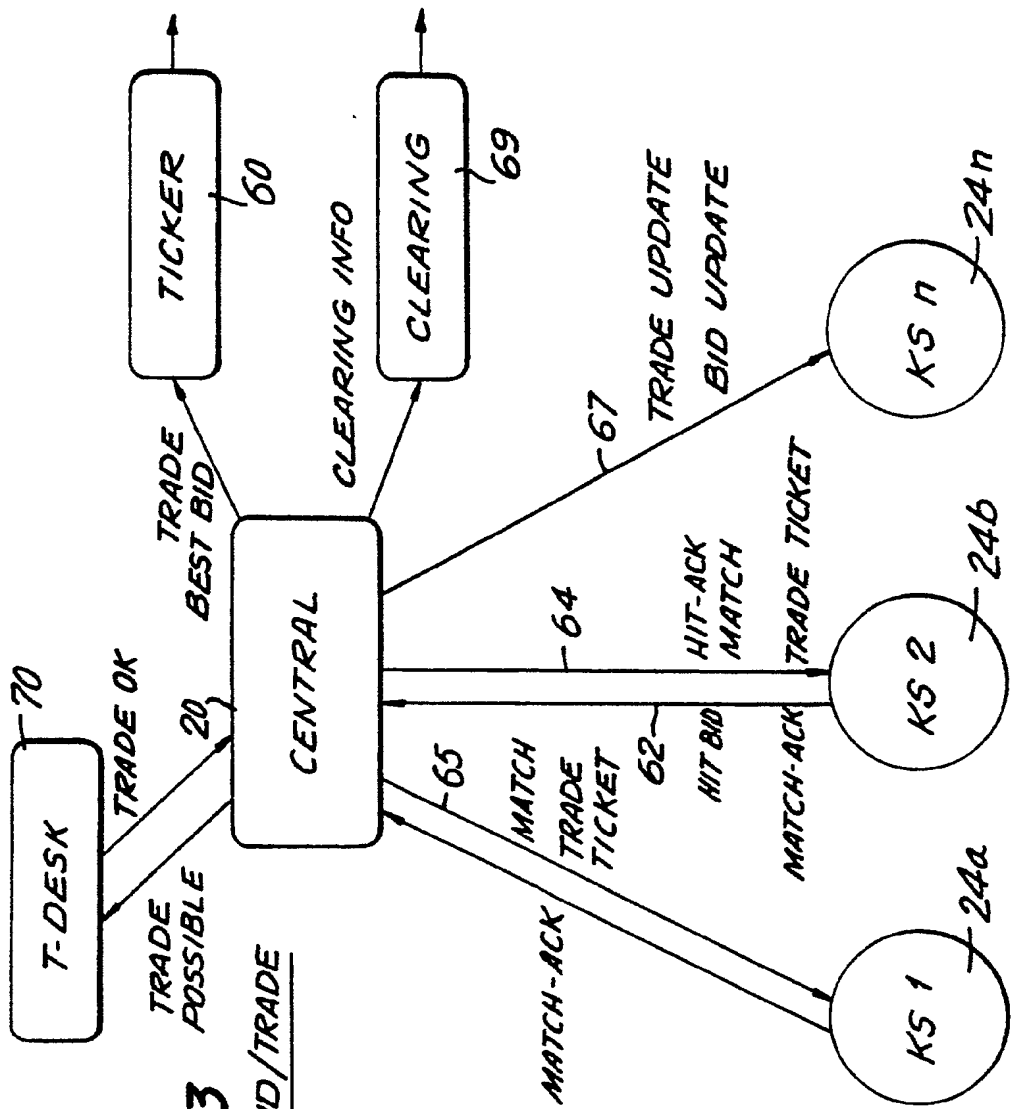 T-DESK
70
TRADE OK
TRADE
POSSIBLE
20
CENTRAL
TRADE
BEST BID
TICKER
60
CLEARING INFO
CLEARING
69
3
/TRADE
65
MATCH
TRADE
TICKET
MATCH-ACK
62
HIT BID
MATCH-ACK
64
HIT-ACK
MATCH
TRADE TICKET
67
TRADE UPDATE
BID UPDATE
KS 1
24a
KS 2
24b
KS n
24n